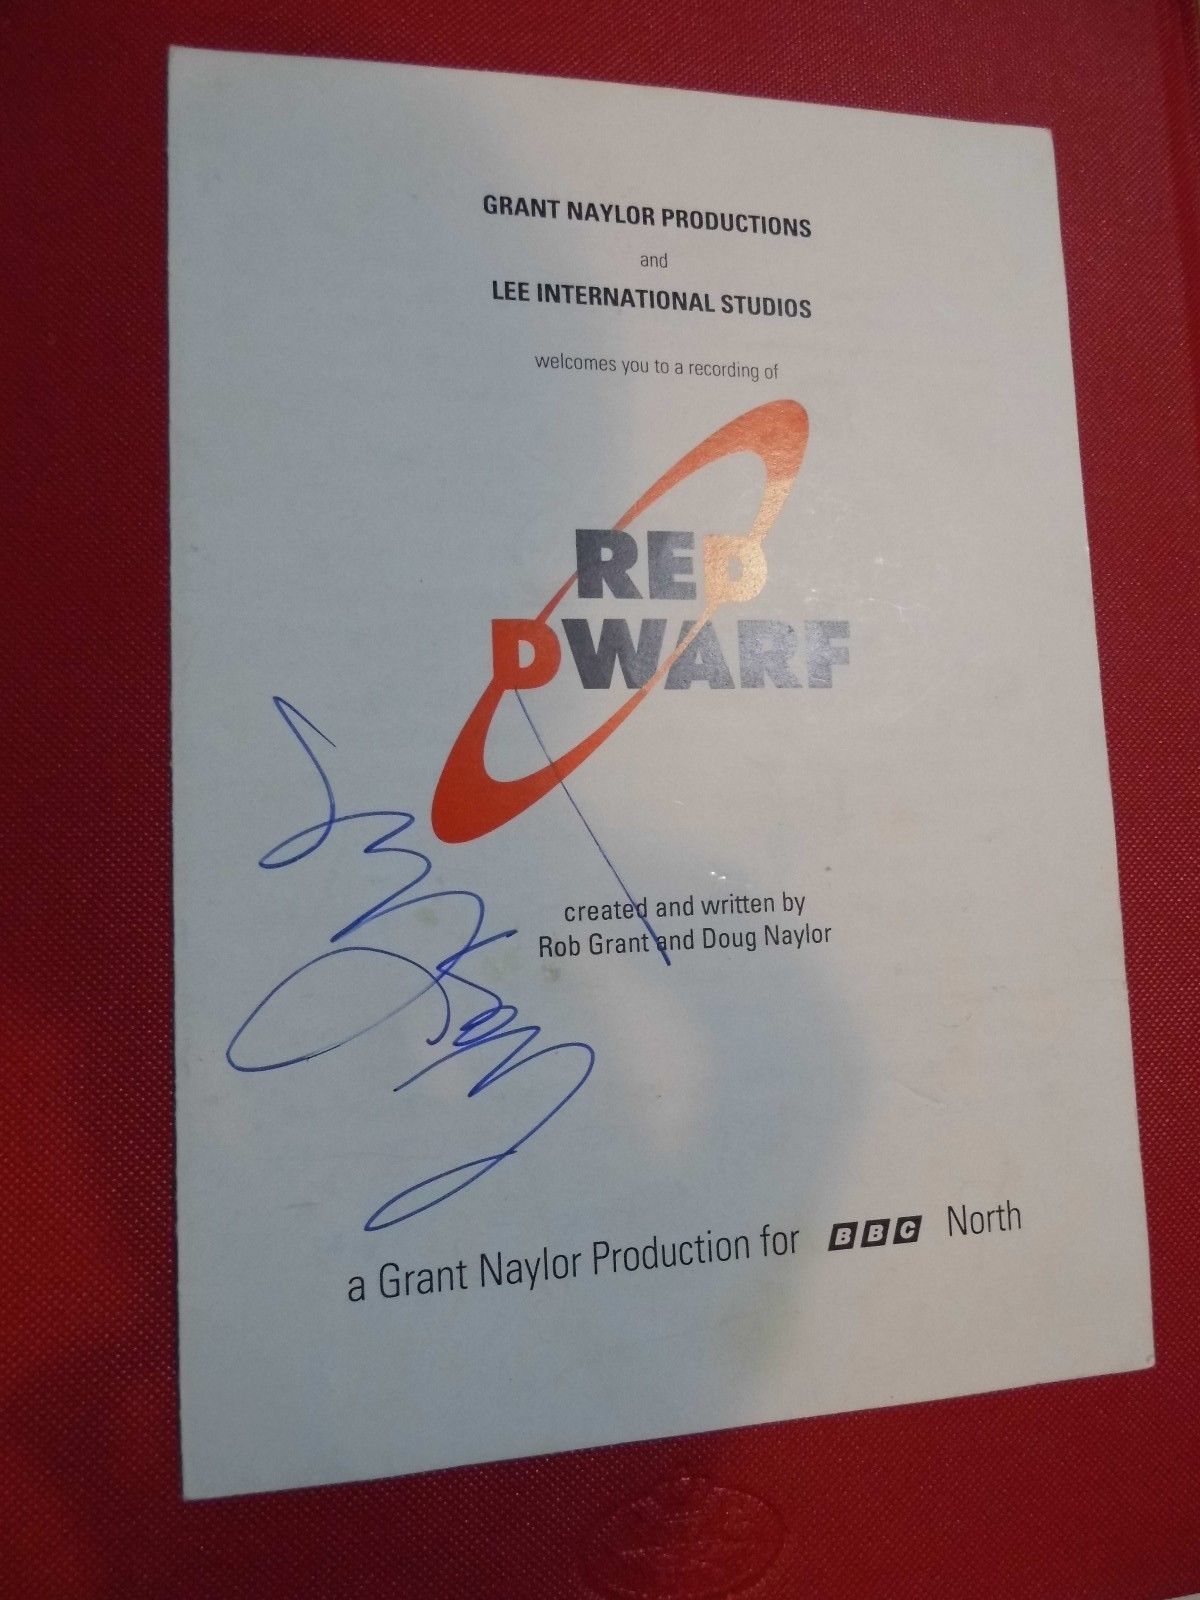 GRANT NAYLOR PRODUCTIONS
and
LEE INTERNATIONAL STUDIOS
welcomes you to a recording of
RED
DWARF
created and written by
Rob Grant and Doug Naylor
a Grant Naylor Production for BBC North